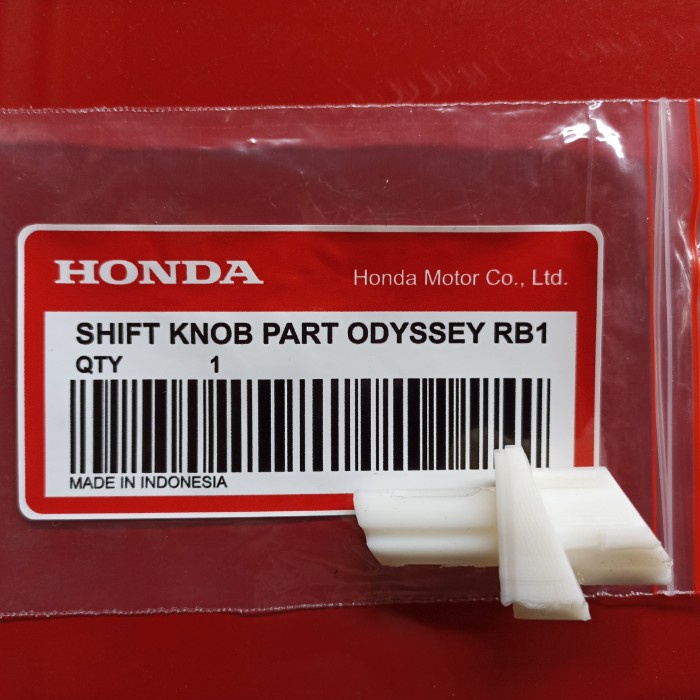 HONDA Honda Motor Co., Ltd.
SHIFT KNOB PART ODYSSEY RB1
QTY 1
MADE IN INDONESIA